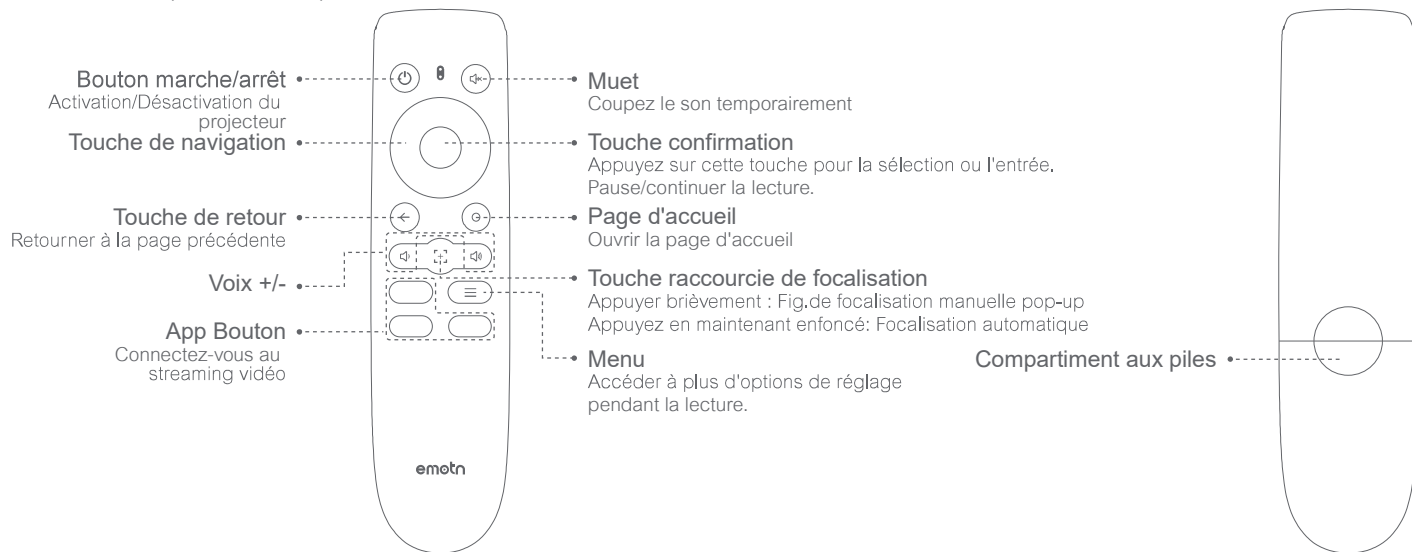 Bouton marche/arrêt
Activation/Désactivation du
projecteur
Touche de navigation
Touche de retour
Retourner à la page précédente
Voix +/-
App Bouton
Connectez-vous au
streaming vidéo
emotn
Muet
Coupez le son temporairement
Touche confirmation
Appuyez sur cette touche pour la sélection ou l'entrée.
Pause/continuer la lecture.
Page d'accueil
Ouvrir la page d'accueil
Touche raccourcie de focalisation
Appuyer brièvement : Fig.de focalisation manuelle pop-up
Appuyez en maintenant enfoncé: Focalisation automatique
Menu
Accéder à plus d'options de réglage
pendant la lecture.
Compartiment aux piles